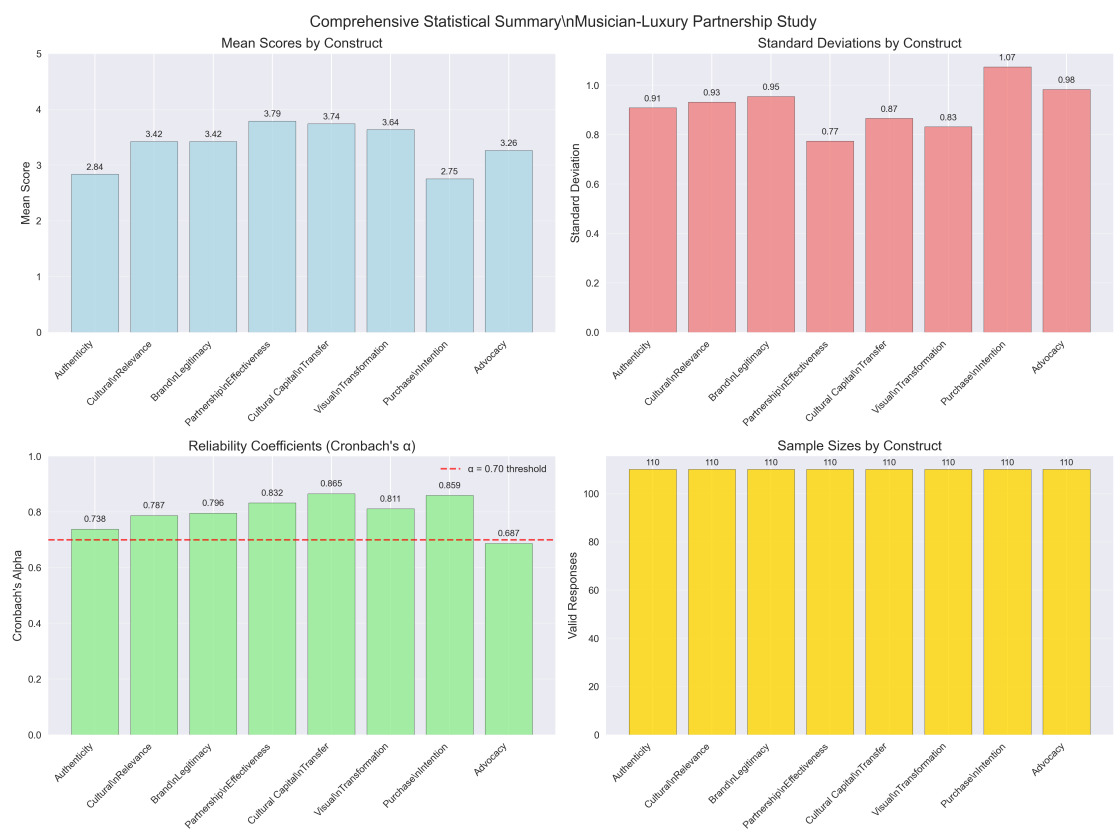 Comprehensive Statistical Summary\nMusician-Luxury Partnership Study
Mean Scores by Construct
Mean Score
5
4
3
2
1
0
2.84
3.42
3.42
3.79
3.74
3.64
2.75
3.26
Authenticity
Cultural\nRelevance
Brand\nLegitimacy
Partnership\nEffectiveness
Cultural Capital\nTransfer
Visual\nTransformation
Purchase\nIntention
Advocacy
Standard Deviations by Construct
Standard Deviation
1.0
0.8
0.6
0.4
0.2
0.0
0.91
0.93
0.95
0.77
0.87
0.83
1.07
0.98
Authenticity
Cultural\nRelevance
Brand\nLegitimacy
Partnership\nEffectiveness
Cultural Capital\nTransfer
Visual\nTransformation
Purchase\nIntention
Advocacy
Reliability Coefficients (Cronbach's α)
α = 0.70 threshold
Cronbach's Alpha
1.0
0.8
0.6
0.4
0.2
0.0
0.738
0.787
0.796
0.832
0.865
0.811
0.859
0.687
Authenticity
Cultural\nRelevance
Brand\nLegitimacy
Partnership\nEffectiveness
Cultural Capital\nTransfer
Visual\nTransformation
Purchase\nIntention
Advocacy
Sample Sizes by Construct
Valid Responses
100
80
60
40
20
0
110
110
110
110
110
110
110
110
Authenticity
Cultural\nRelevance
Brand\nLegitimacy
Partnership\nEffectiveness
Cultural Capital\nTransfer
Visual\nTransformation
Purchase\nIntention
Advocacy